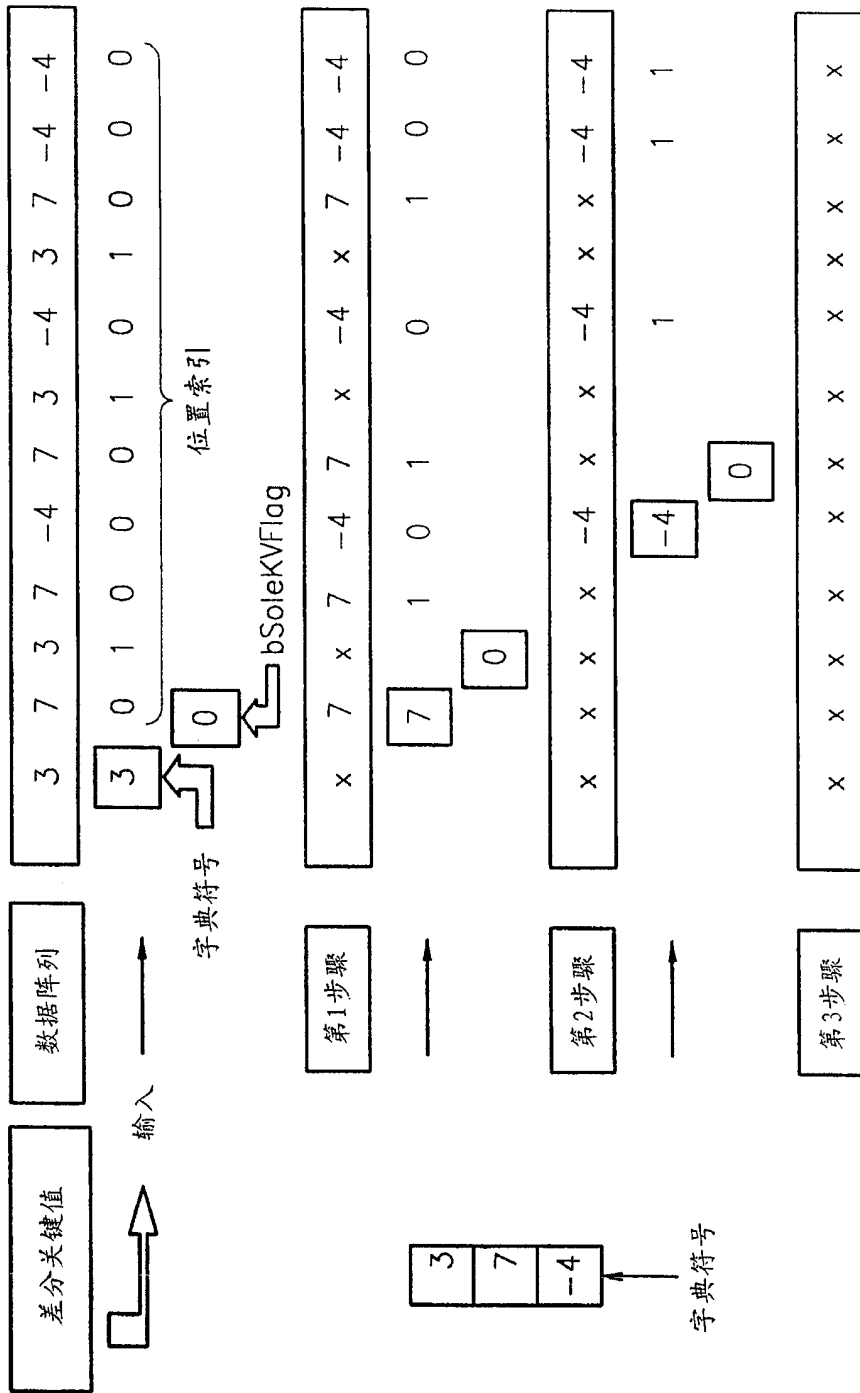 差分关键值
数据阵列
3 7 3 7 -4 7 3 -4 3 7 -4 -4
输入
3 0 1 0 0 0 1 0 1 0 0 0
0
位置索引
字典符号
bSoleKVFlag
第1步骤
x 7 x 7 -4 7 x -4 x 7 -4 -4
7 1 0 1 0 1 0 0
0
3
7
-4
字典符号
第2步骤
x x x x -4 x x -4 x x -4 -4
-4 1 1 1
0
第3步骤
x x x x x x x x x x x x